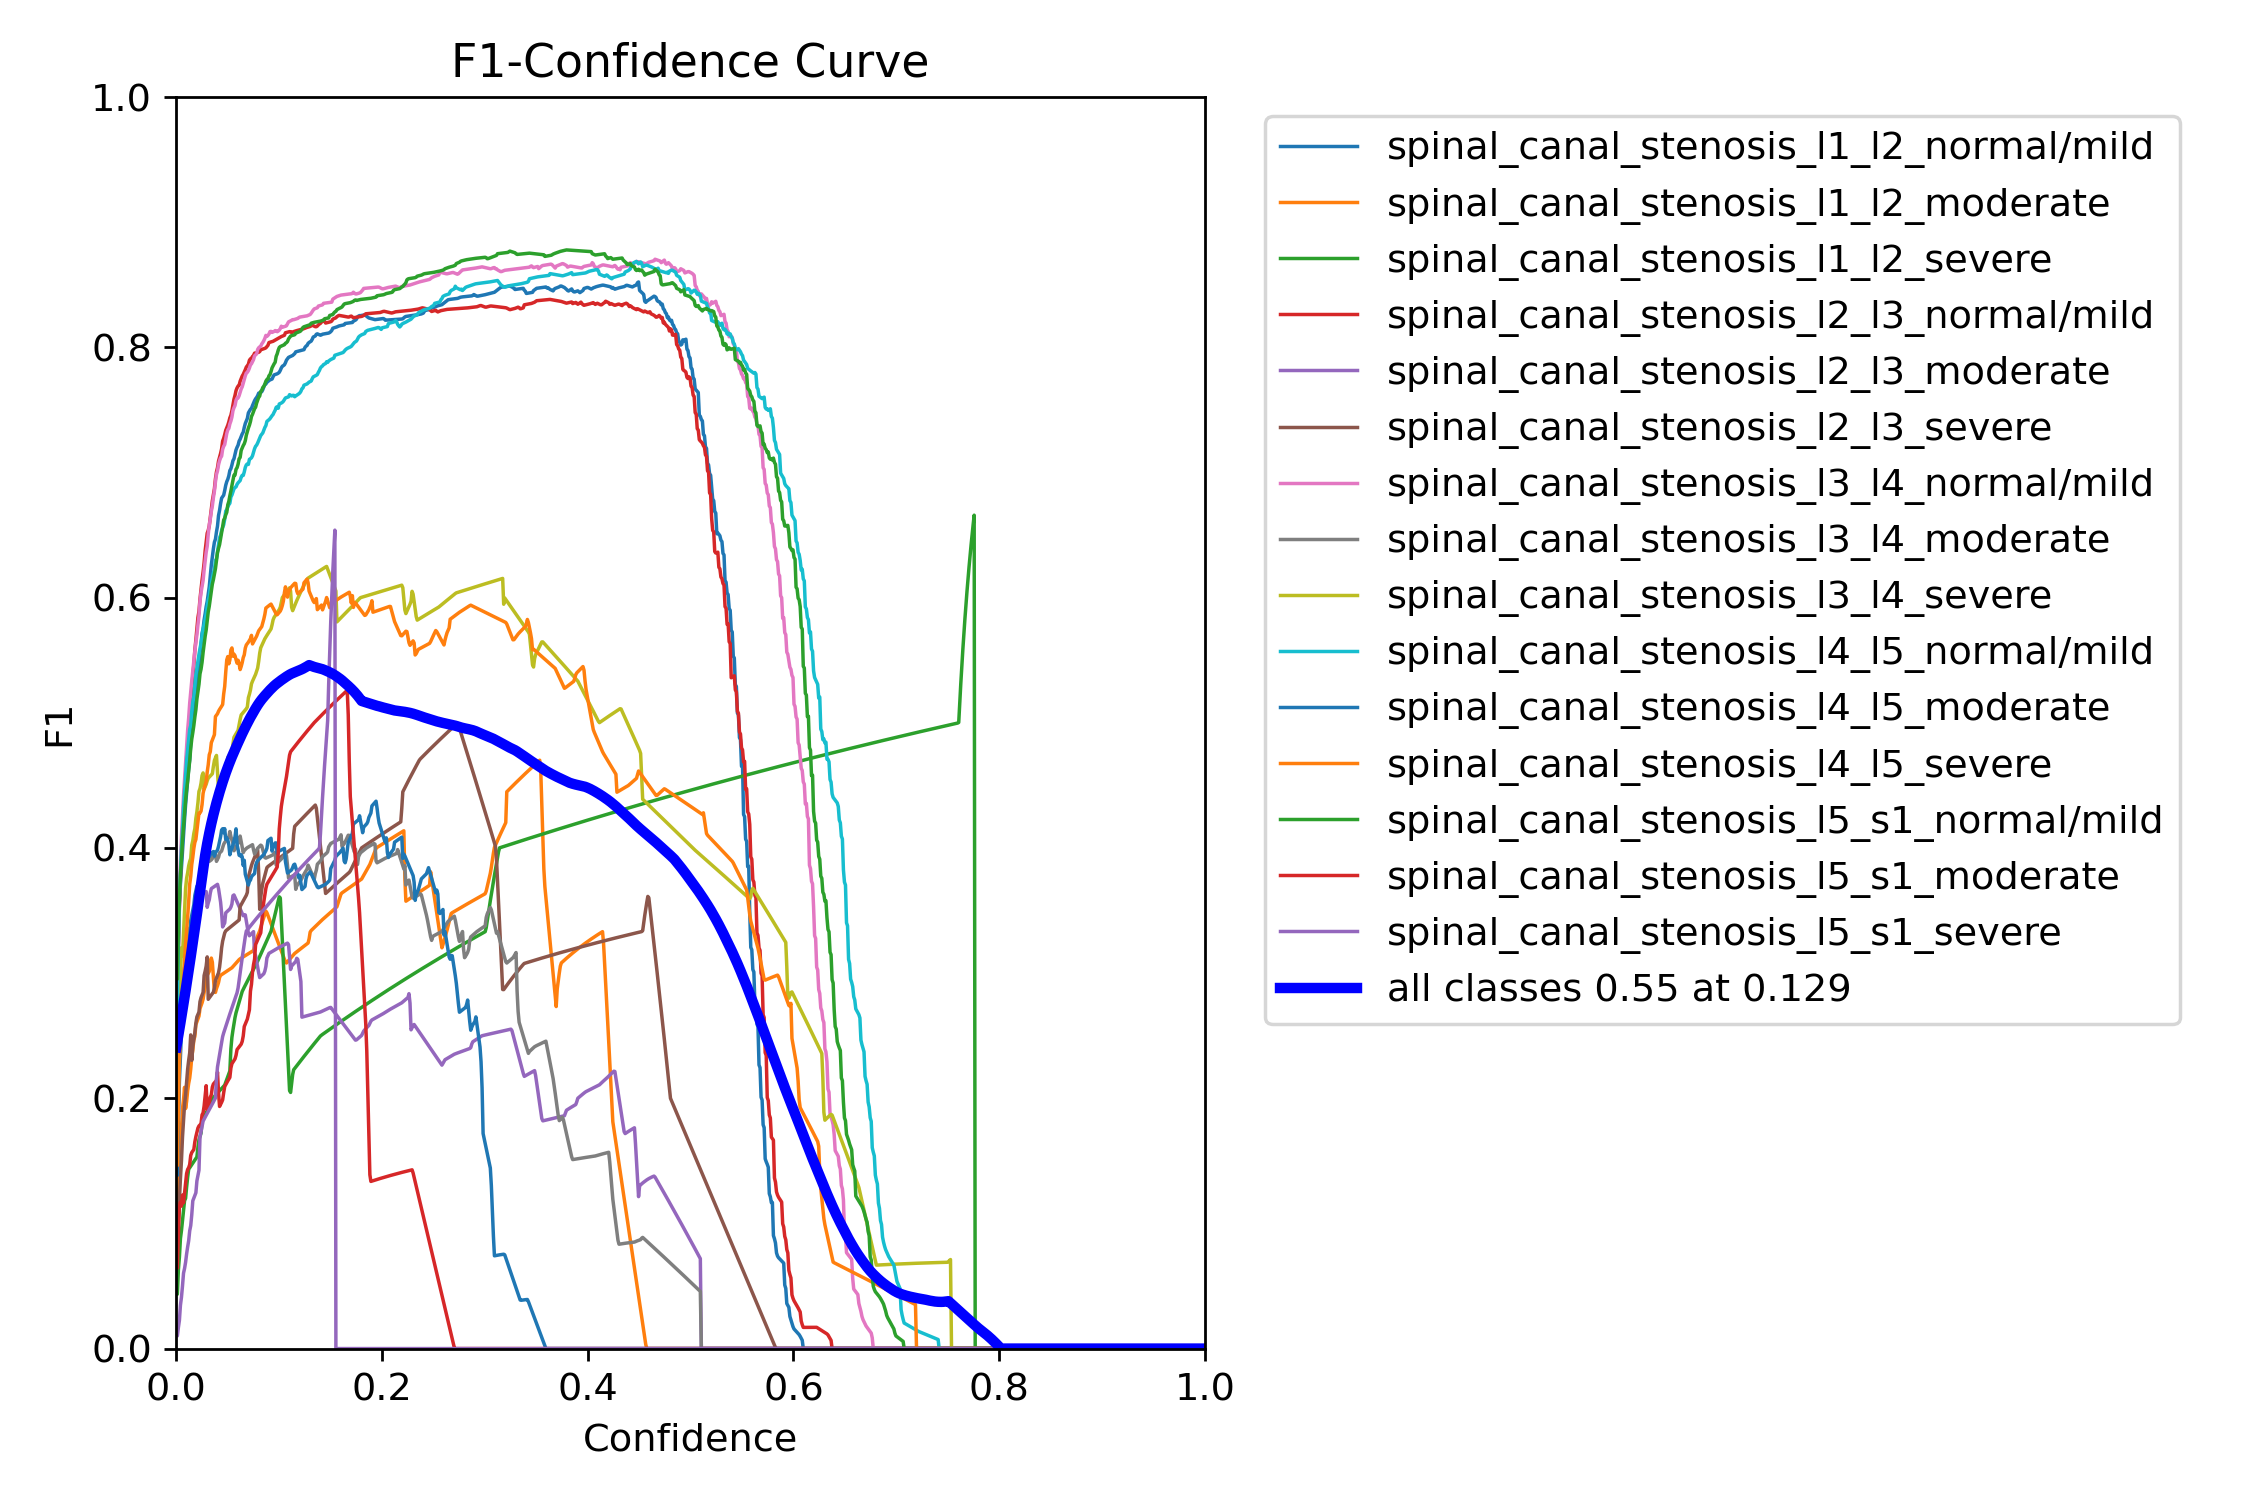 F1-Confidence Curve
1.0
0.8
0.6
0.4
0.2
0.0
F1
0.0 0.2 0.4 0.6 0.8 1.0
Confidence
spinal_canal_stenosis_l1_l2_normal/mild
spinal_canal_stenosis_l1_l2_moderate
spinal_canal_stenosis_l1_l2_severe
spinal_canal_stenosis_l2_l3_normal/mild
spinal_canal_stenosis_l2_l3_moderate
spinal_canal_stenosis_l2_l3_severe
spinal_canal_stenosis_l3_l4_normal/mild
spinal_canal_stenosis_l3_l4_moderate
spinal_canal_stenosis_l3_l4_severe
spinal_canal_stenosis_l4_l5_normal/mild
spinal_canal_stenosis_l4_l5_moderate
spinal_canal_stenosis_l4_l5_severe
spinal_canal_stenosis_l5_s1_normal/mild
spinal_canal_stenosis_l5_s1_moderate
spinal_canal_stenosis_l5_s1_severe
all classes 0.55 at 0.129